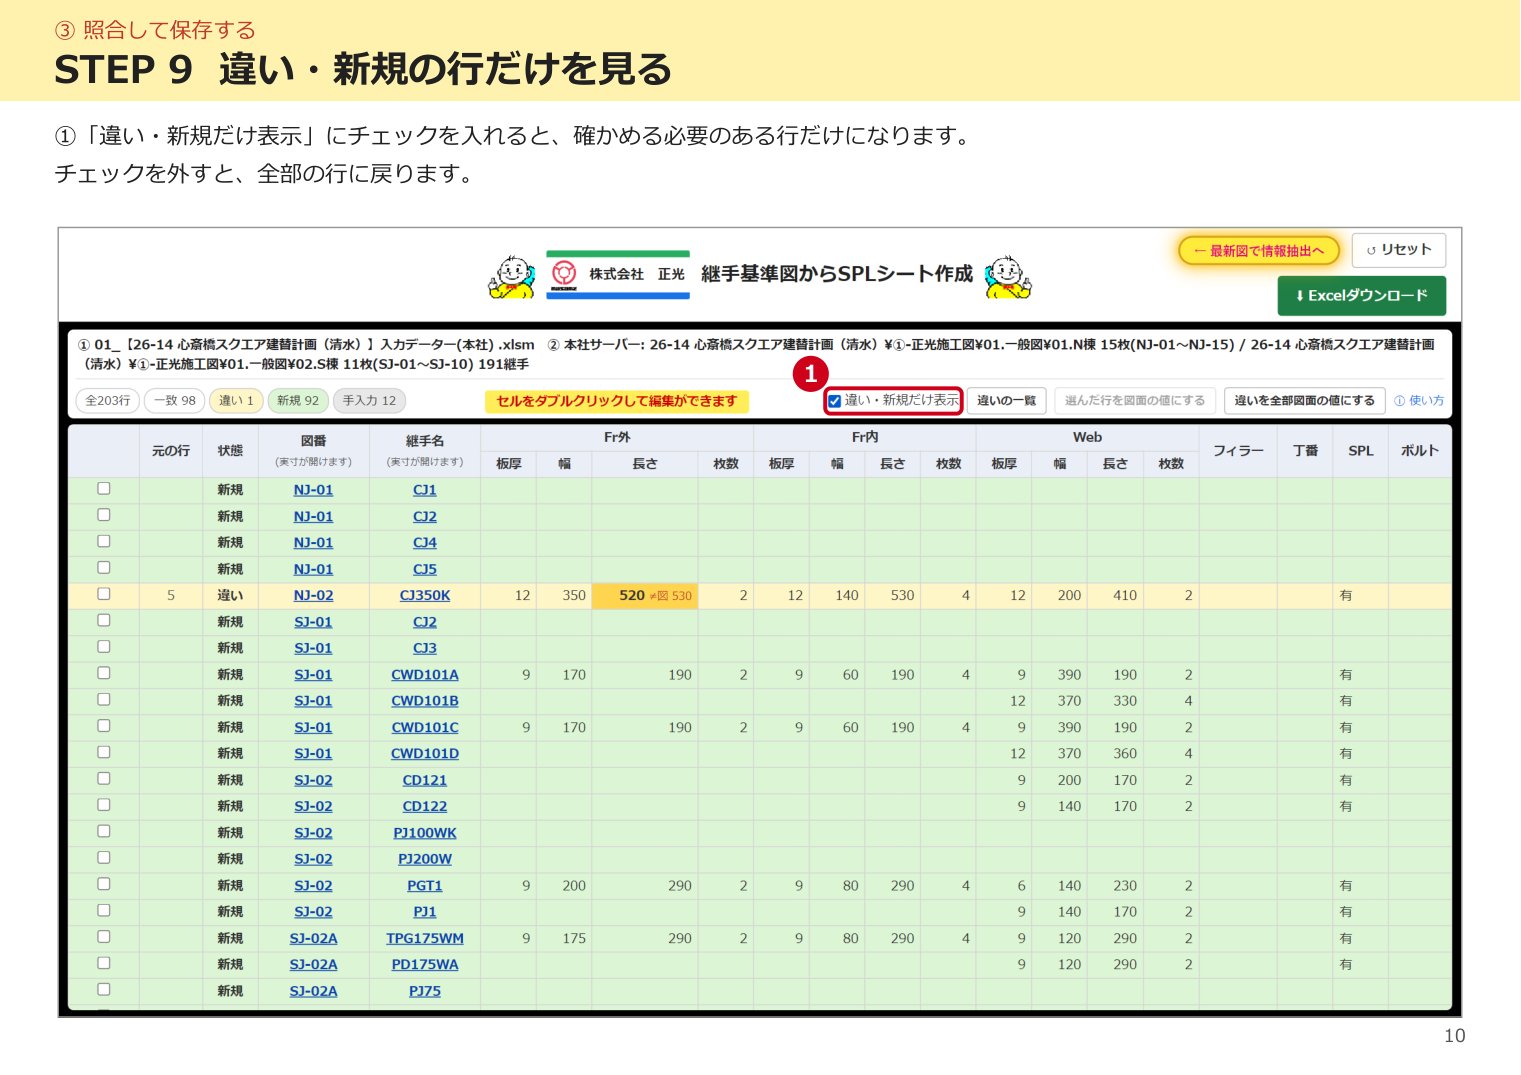 ③ 照合して保存する
STEP 9 違い・新規の行だけを見る
①「違い・新規だけ表示」にチェックを入れると、確かめる必要のある行だけになります。
チェックを外すと、全部の行に戻ります。
← 最新図で情報抽出へ
↺ リセット
株式会社 正光 継手基準図からSPLシート作成
⬇ Excelダウンロード
① 01_【26-14 心斎橋スクエア建替計画（清水）】入力データー(本社) .xlsm ② 本社サーバー: 26-14 心斎橋スクエア建替計画（清水）¥①-正光施工図¥01.一般図¥01.N棟 15枚(NJ-01～NJ-15) / 26-14 心斎橋スクエア建替計画
（清水）¥①-正光施工図¥01.一般図¥02.S棟 11枚(SJ-01～SJ-10) 191継手
1
全203行 一致 98 違い 1 新規 92 手入力 12 セルをダブルクリックして編集ができます 違い・新規だけ表示 違いの一覧 選んだ行を図面の値にする 違いを全部図面の値にする ① 使い方
元の行 状態 図番 (実寸が開けます) 継手名 (実寸が開けます) Fr外 Fr内 Web フィラー 丁番 SPL ボルト
板厚 幅 長さ 枚数 板厚 幅 長さ 枚数 板厚 幅 長さ 枚数
新規 NJ-01 CJ1
新規 NJ-01 CJ2
新規 NJ-01 CJ4
新規 NJ-01 CJ5
5 違い NJ-02 CJ350K 12 350 520 ≠図 530 2 12 140 530 4 12 200 410 2 有
新規 SJ-01 CJ2
新規 SJ-01 CJ3
新規 SJ-01 CWD101A 9 170 190 2 9 60 190 4 9 390 190 2 有
新規 SJ-01 CWD101B 12 370 330 4 有
新規 SJ-01 CWD101C 9 170 190 2 9 60 190 4 9 390 190 2 有
新規 SJ-01 CWD101D 12 370 360 4 有
新規 SJ-02 CD121 9 200 170 2 有
新規 SJ-02 CD122 9 140 170 2 有
新規 SJ-02 PJ100WK
新規 SJ-02 PJ200W
新規 SJ-02 PGT1 9 200 290 2 9 80 290 4 6 140 230 2 有
新規 SJ-02 PJ1 9 140 170 2 有
新規 SJ-02A TPG175WM 9 175 290 2 9 80 290 4 9 120 290 2 有
新規 SJ-02A PD175WA 9 120 290 2 有
新規 SJ-02A PJ75
10